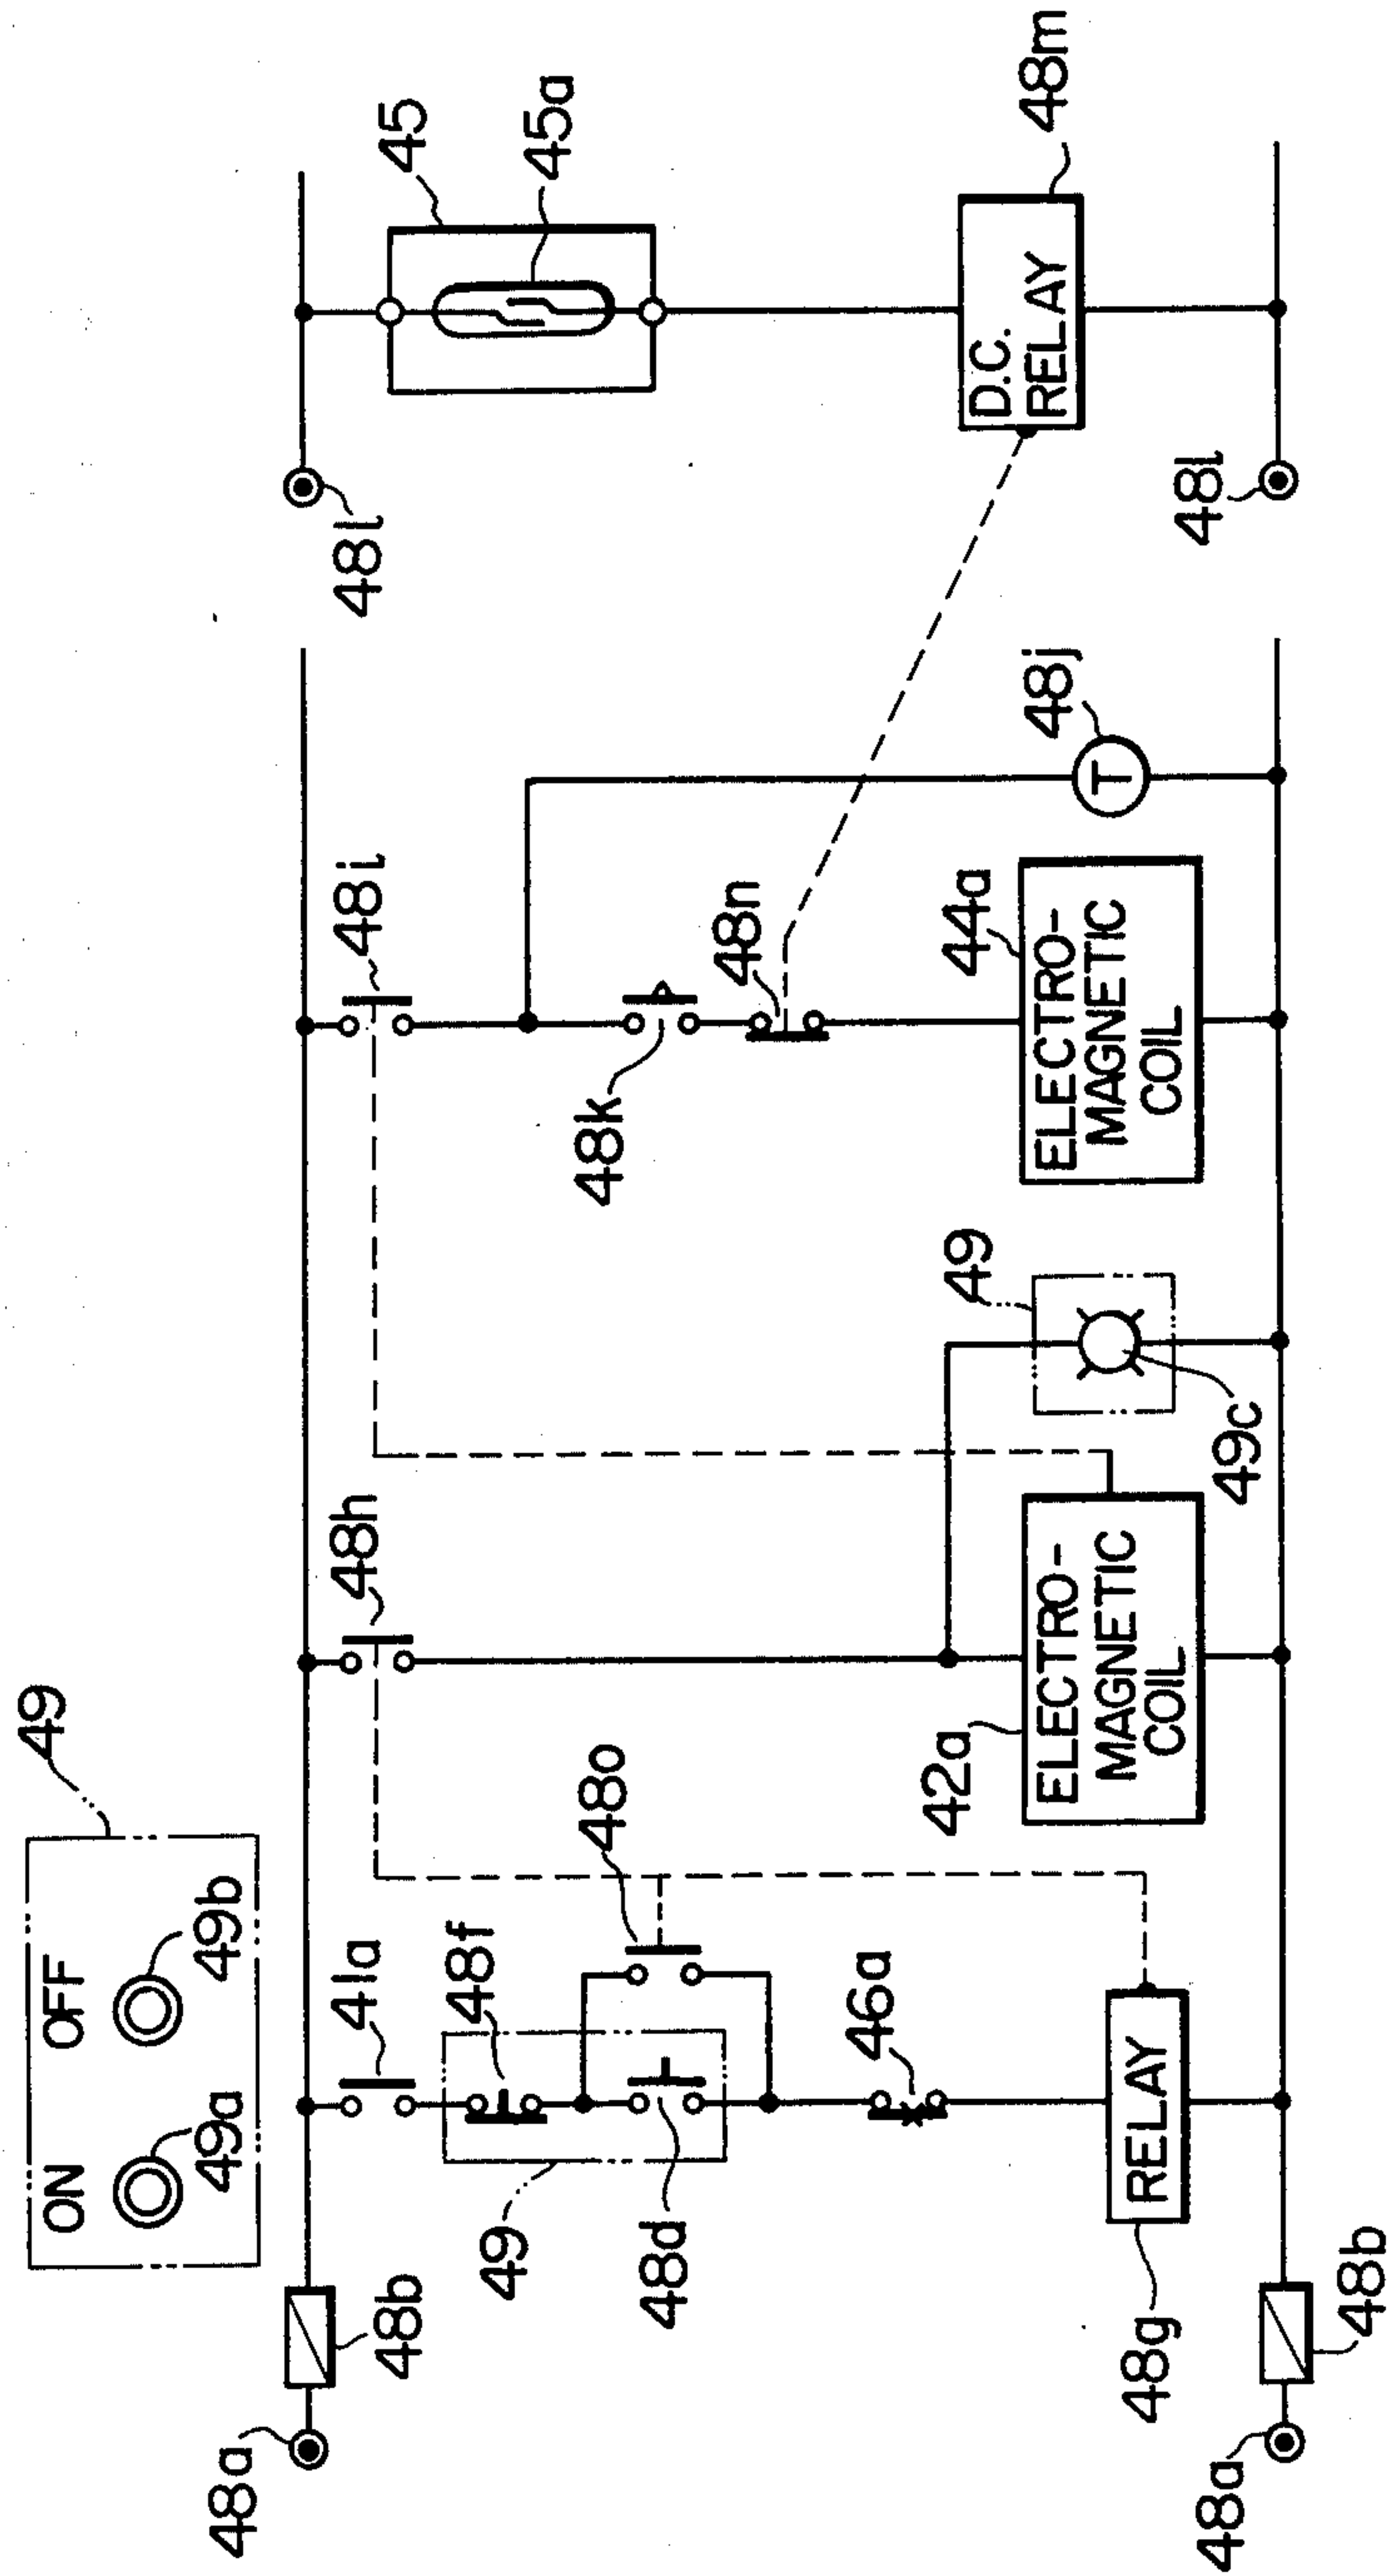 49
ON
OFF
49a
49b
48a
48b
41a
48f
49
48d
48o
46a
RELAY
48g
48a
48b
48h
42a
ELECTRO-
MAGNETIC
COIL
49
49c
48i
48k
48n
44a
ELECTRO-
MAGNETIC
COIL
48j
T
48l
45
45a
D.C.
RELAY
48m
48l